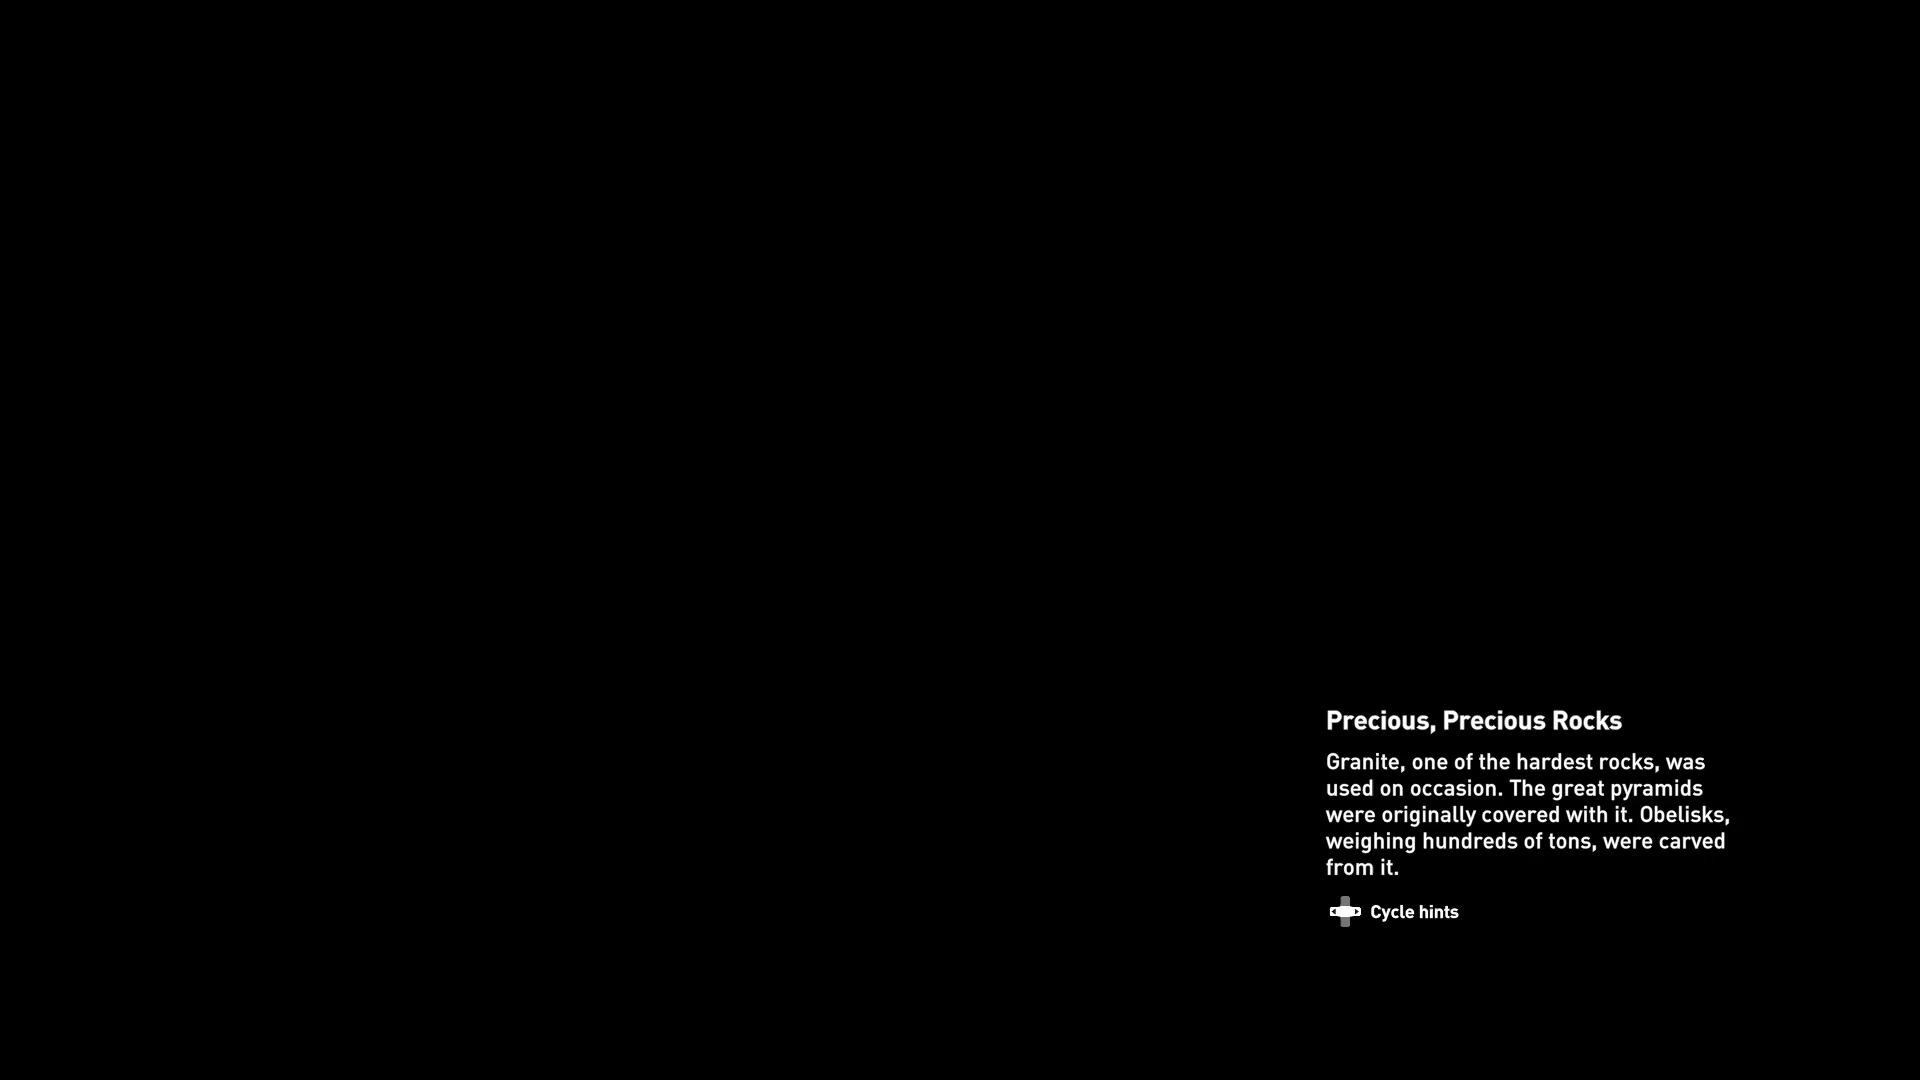 Precious, Precious Rocks
Granite, one of the hardest rocks, was
used on occasion. The great pyramids
were originally covered with it. Obelisks,
weighing hundreds of tons, were carved
from it.
Cycle hints